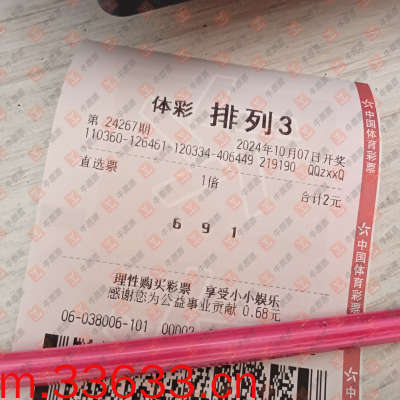 体彩 排列3
第 24267期 2024年10月07日开奖
110360-126461-120334-406449 219190 QQzxxQ
直选票 1倍 合计2元
6 9 1
理性购买彩票 享受小小娱乐
感谢您为公益事业贡献 0.68元
06-038006-101
中国体育彩票
中国体育彩票
m-33633.cn